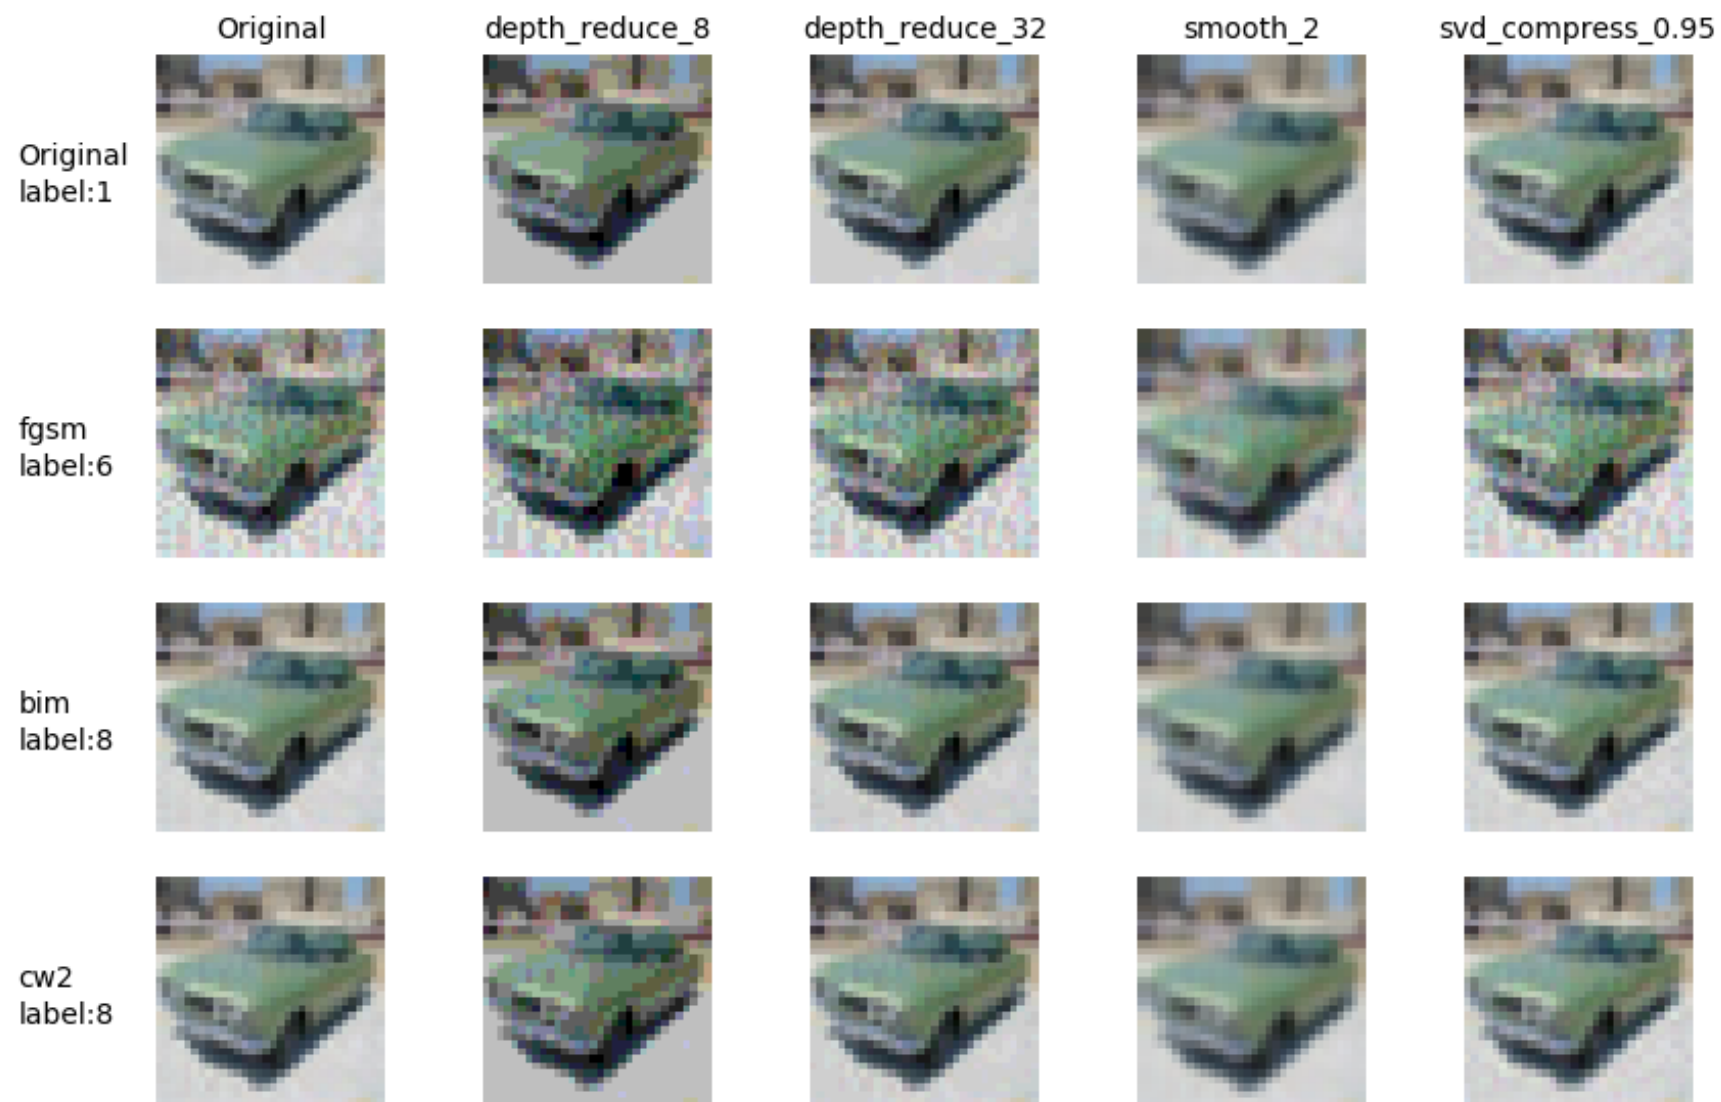 Original
depth_reduce_8
depth_reduce_32
smooth_2
svd_compress_0.95
Original
label:1
fgsm
label:6
bim
label:8
cw2
label:8